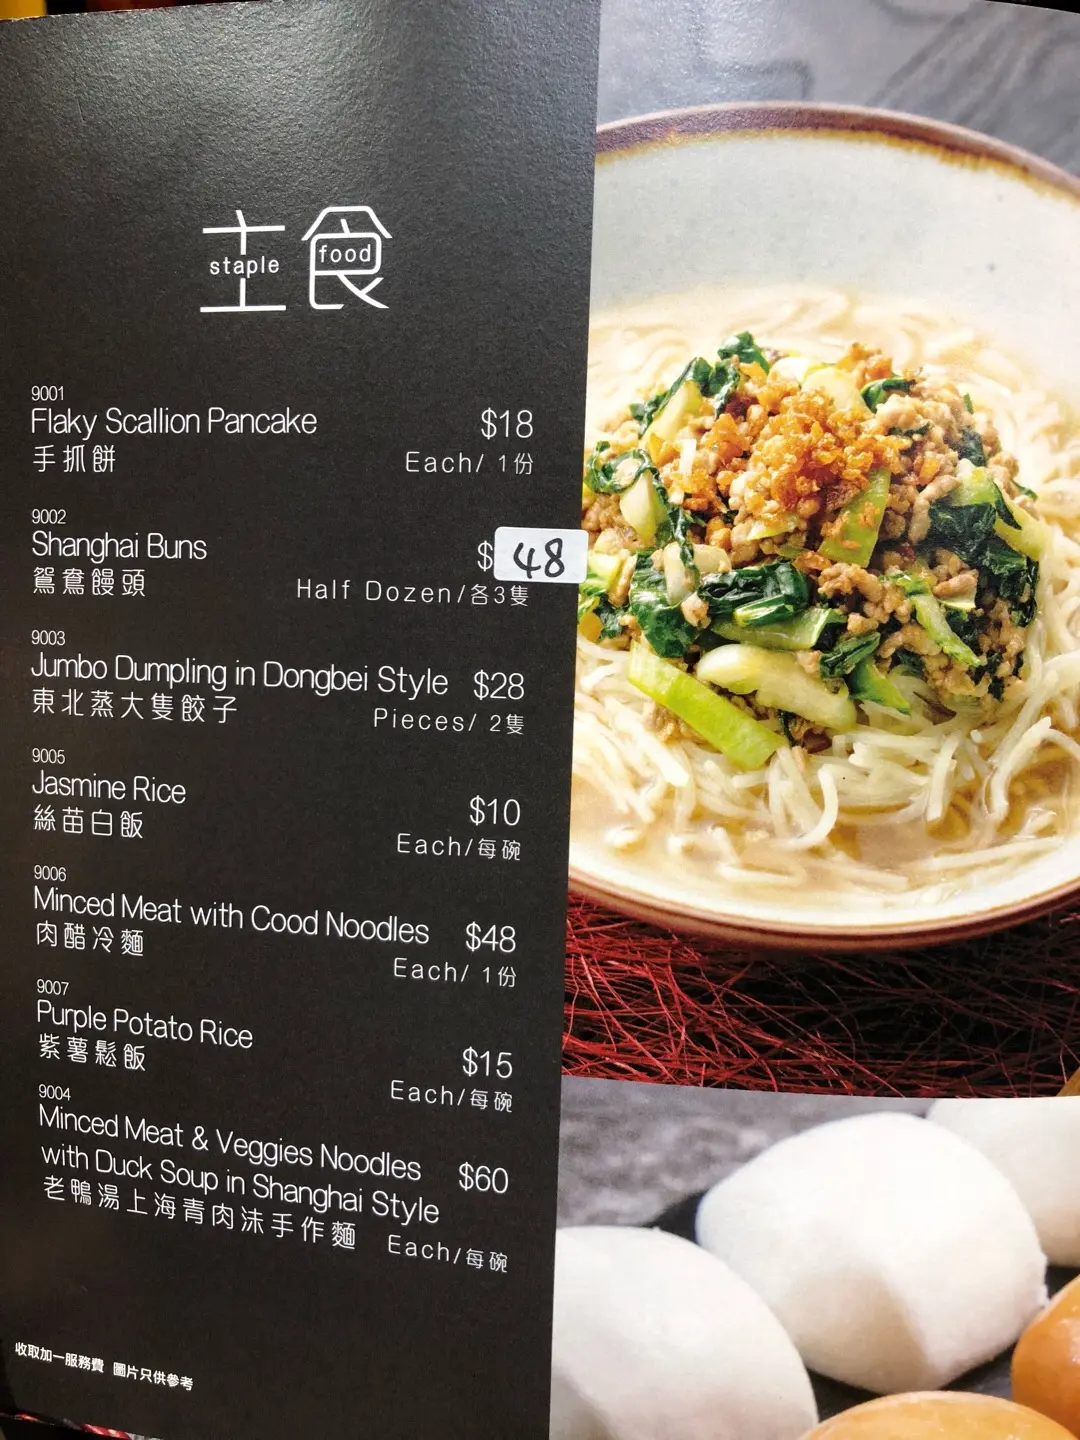 主食
staple food
9001
Flaky Scallion Pancake $18
手抓餅 Each/ 1份
9002
Shanghai Buns $48
鴛鴦饅頭 Half Dozen/各3隻
9003
Jumbo Dumpling in Dongbei Style $28
東北蒸大隻餃子 Pieces/ 2隻
9005
Jasmine Rice $10
絲苗白飯 Each/每碗
9006
Minced Meat with Cood Noodles $48
肉醋冷麵 Each/ 1份
9007
Purple Potato Rice $15
紫薯鬆飯 Each/每碗
9004
Minced Meat & Veggies Noodles $60
with Duck Soup in Shanghai Style
老鴨湯上海青肉沫手作麵 Each/每碗
收取加一服務費 圖片只供參考